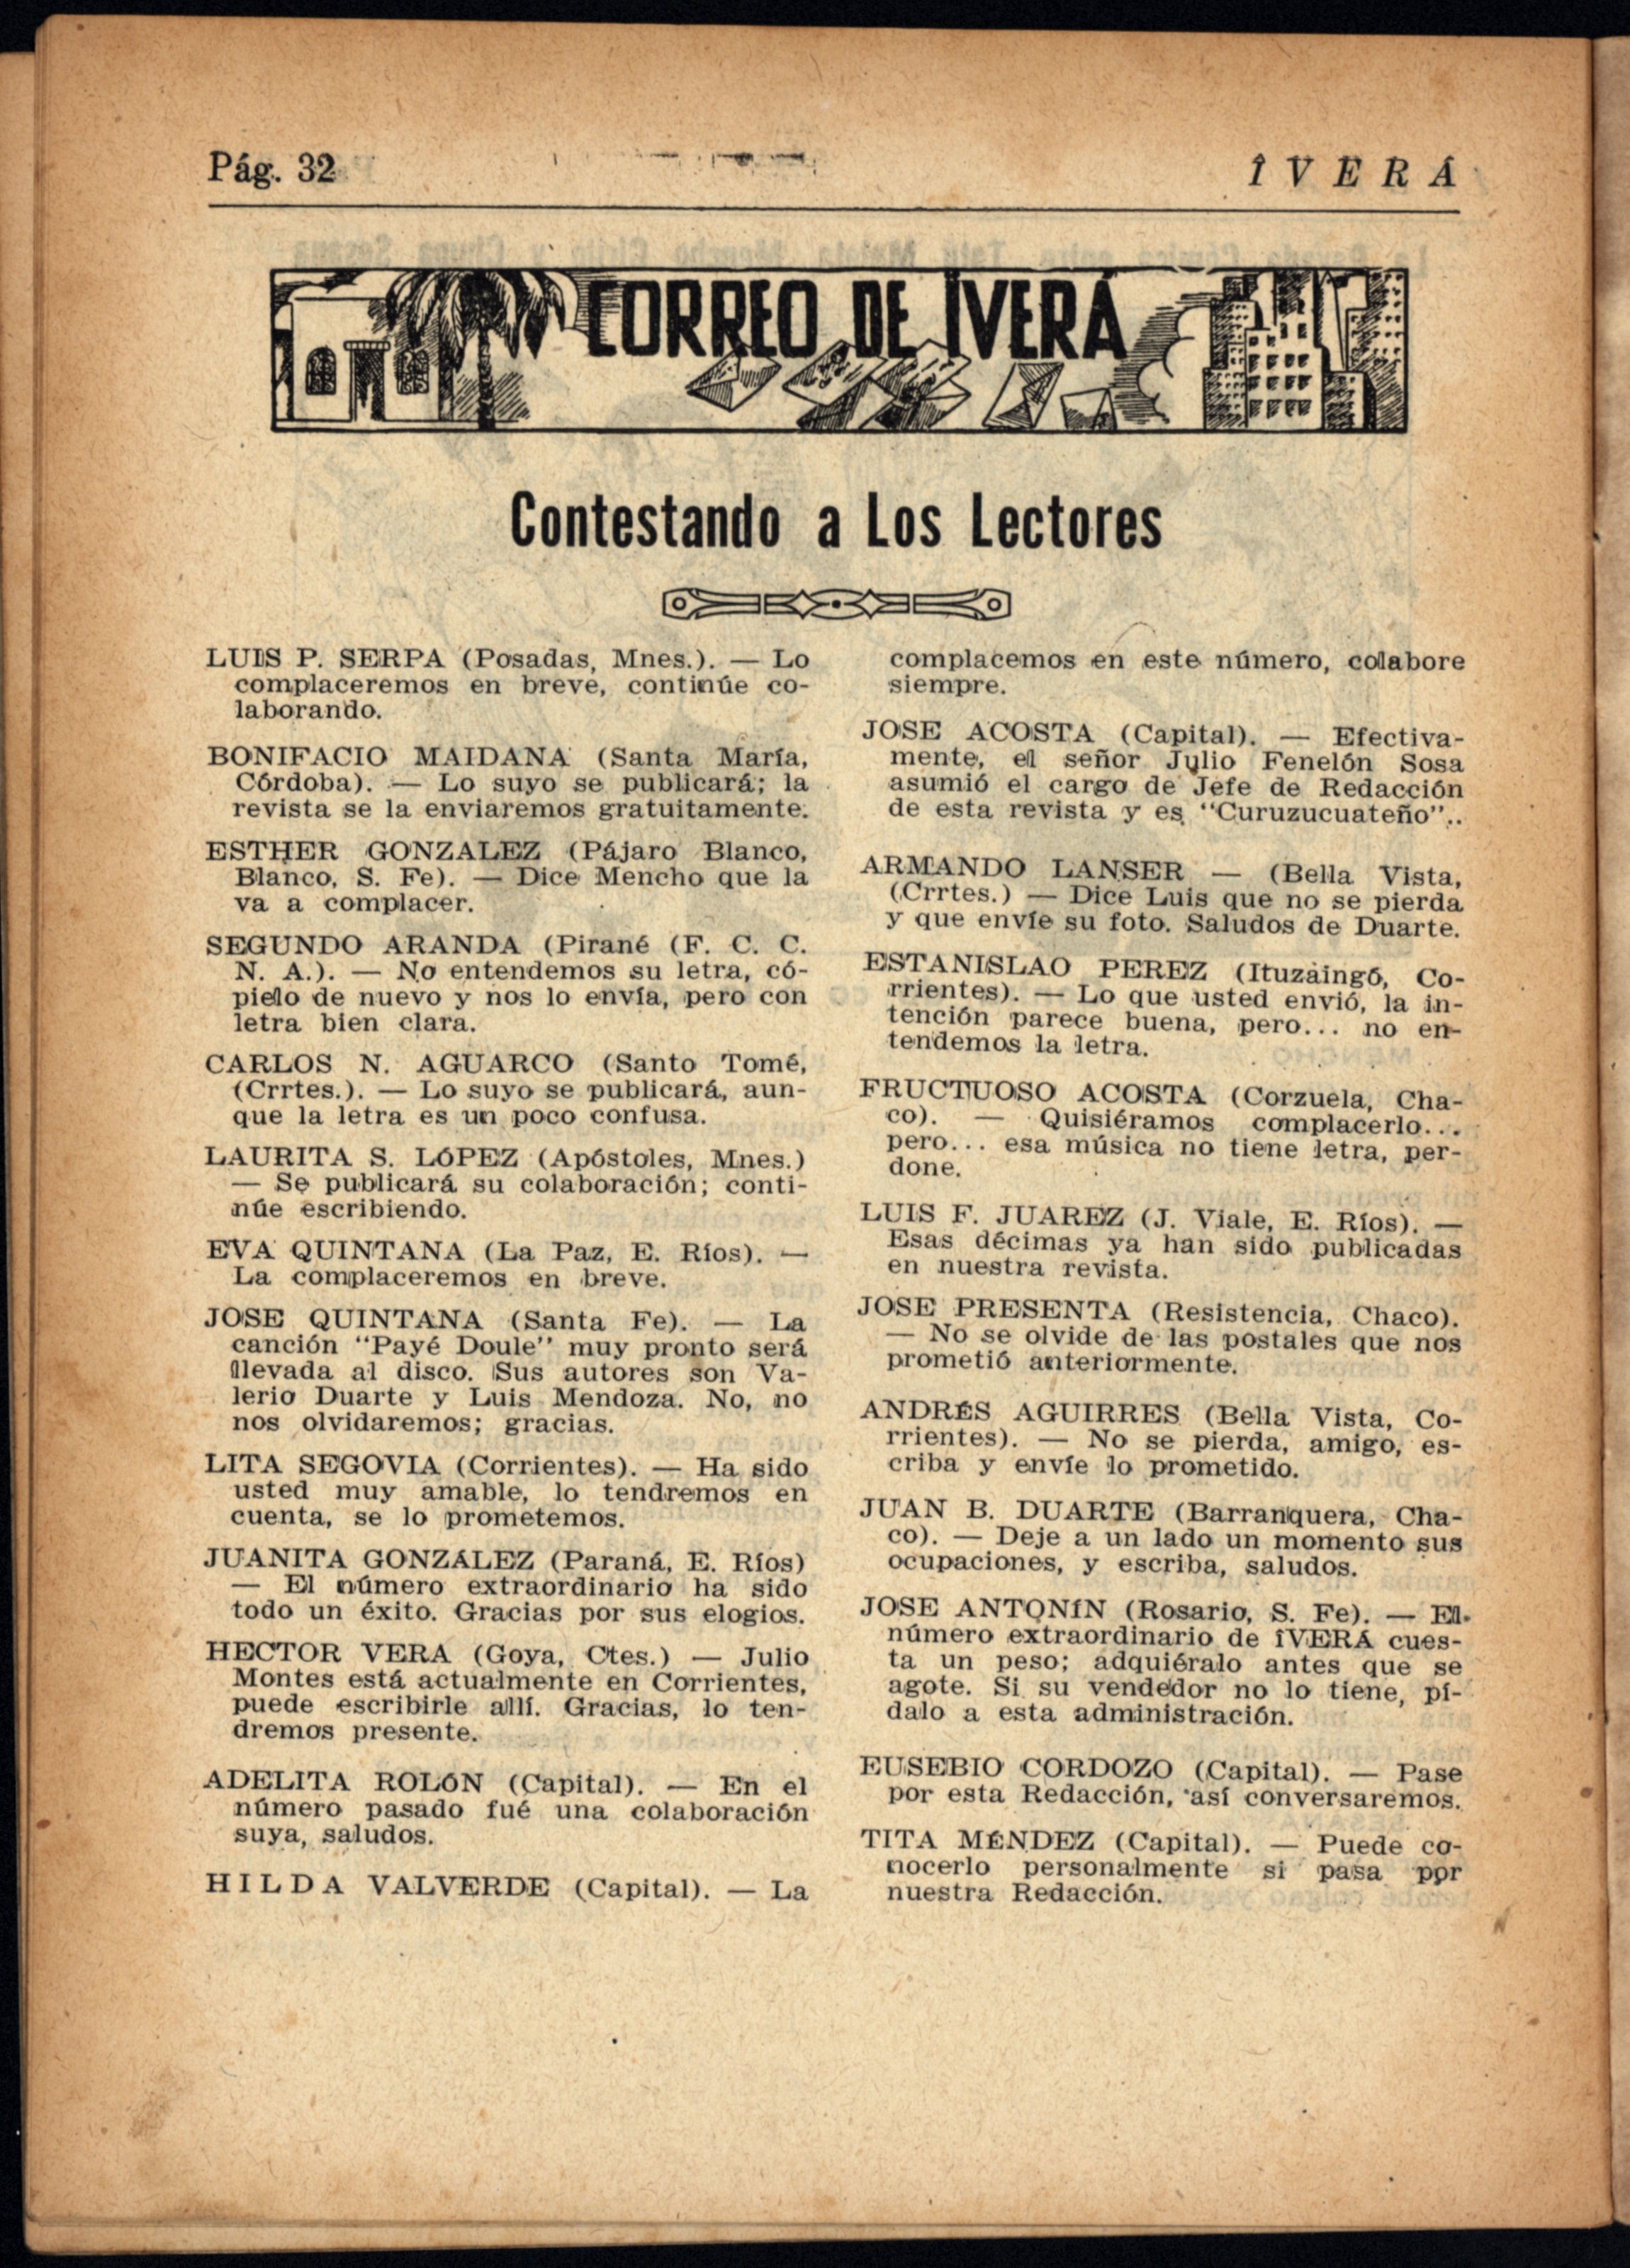 Pág. 32
ÎVERÁ
CORREO DE ÎVERÁ
Contestando a Los Lectores
LUIS P. SERPA (Posadas, Mnes.). — Lo
complaceremos en breve, continúe co-
laborando.
BONIFACIO MAIDANA (Santa María,
Córdoba). — Lo suyo se publicará; la
revista se la enviaremos gratuitamente.
ESTHER GONZALEZ (Pájaro Blanco,
Blanco, S. Fe). — Dice Mencho que la
va a complacer.
SEGUNDO ARANDA (Pirané (F. C. C.
N. A.). — No entendemos su letra, có-
pielo de nuevo y nos lo envía, pero con
letra bien clara.
CARLOS N. AGUARCO (Santo Tomé,
(Crrtes.). — Lo suyo se publicará, aun-
que la letra es un poco confusa.
LAURITA S. LÓPEZ (Apóstoles, Mnes.)
— Se publicará su colaboración; conti-
núe escribiendo.
EVA QUINTANA (La Paz, E. Ríos). —
La complaceremos en breve.
JOSE QUINTANA (Santa Fe). — La
canción "Payé Doule" muy pronto será
llevada al disco. Sus autores son Va-
lerio Duarte y Luis Mendoza. No, no
nos olvidaremos; gracias.
LITA SEGOVIA (Corrientes). — Ha sido
usted muy amable, lo tendremos en
cuenta, se lo prometemos.
JUANITA GONZÁLEZ (Paraná, E. Ríos)
— El número extraordinario ha sido
todo un éxito. Gracias por sus elogios.
HECTOR VERA (Goya, Ctes.) — Julio
Montes está actualmente en Corrientes,
puede escribirle allí. Gracias, lo ten-
dremos presente.
ADELITA ROLÓN (Capital). — En el
número pasado fué una colaboración
suya, saludos.
HILDA VALVERDE (Capital). — La
complacemos en este número, colabore
siempre.
JOSE ACOSTA (Capital). — Efectiva-
mente, el señor Julio Fenelón Sosa
asumió el cargo de Jefe de Redacción
de esta revista y es "Curuzucuateño"..
ARMANDO LANSER — (Bella Vista,
(Crrtes.) — Dice Luis que no se pierda
y que envíe su foto. Saludos de Duarte.
ESTANISLAO PEREZ (Ituzaingó, Co-
rrientes). — Lo que usted envió, la in-
tención parece buena, pero... no en-
tendemos la letra.
FRUCTUOSO ACOSTA (Corzuela, Cha-
co). — Quisiéramos complacerlo...
pero... esa música no tiene letra, per-
done.
LUIS F. JUAREZ (J. Viale, E. Ríos). —
Esas décimas ya han sido publicadas
en nuestra revista.
JOSE PRESENTA (Resistencia, Chaco).
— No se olvide de las postales que nos
prometió anteriormente.
ANDRÉS AGUIRRES (Bella Vista, Co-
rrientes). — No se pierda, amigo, es-
criba y envíe lo prometido.
JUAN B. DUARTE (Barranquera, Cha-
co). — Deje a un lado un momento sus
ocupaciones, y escriba, saludos.
JOSE ANTONÍN (Rosario, S. Fe). — El
número extraordinario de ÎVERÁ cues-
ta un peso; adquiéralo antes que se
agote. Si su vendedor no lo tiene, pí-
dalo a esta administración.
EUSEBIO CORDOZO (Capital). — Pase
por esta Redacción, así conversaremos.
TITA MÉNDEZ (Capital). — Puede co-
nocerlo personalmente si pasa por
nuestra Redacción.